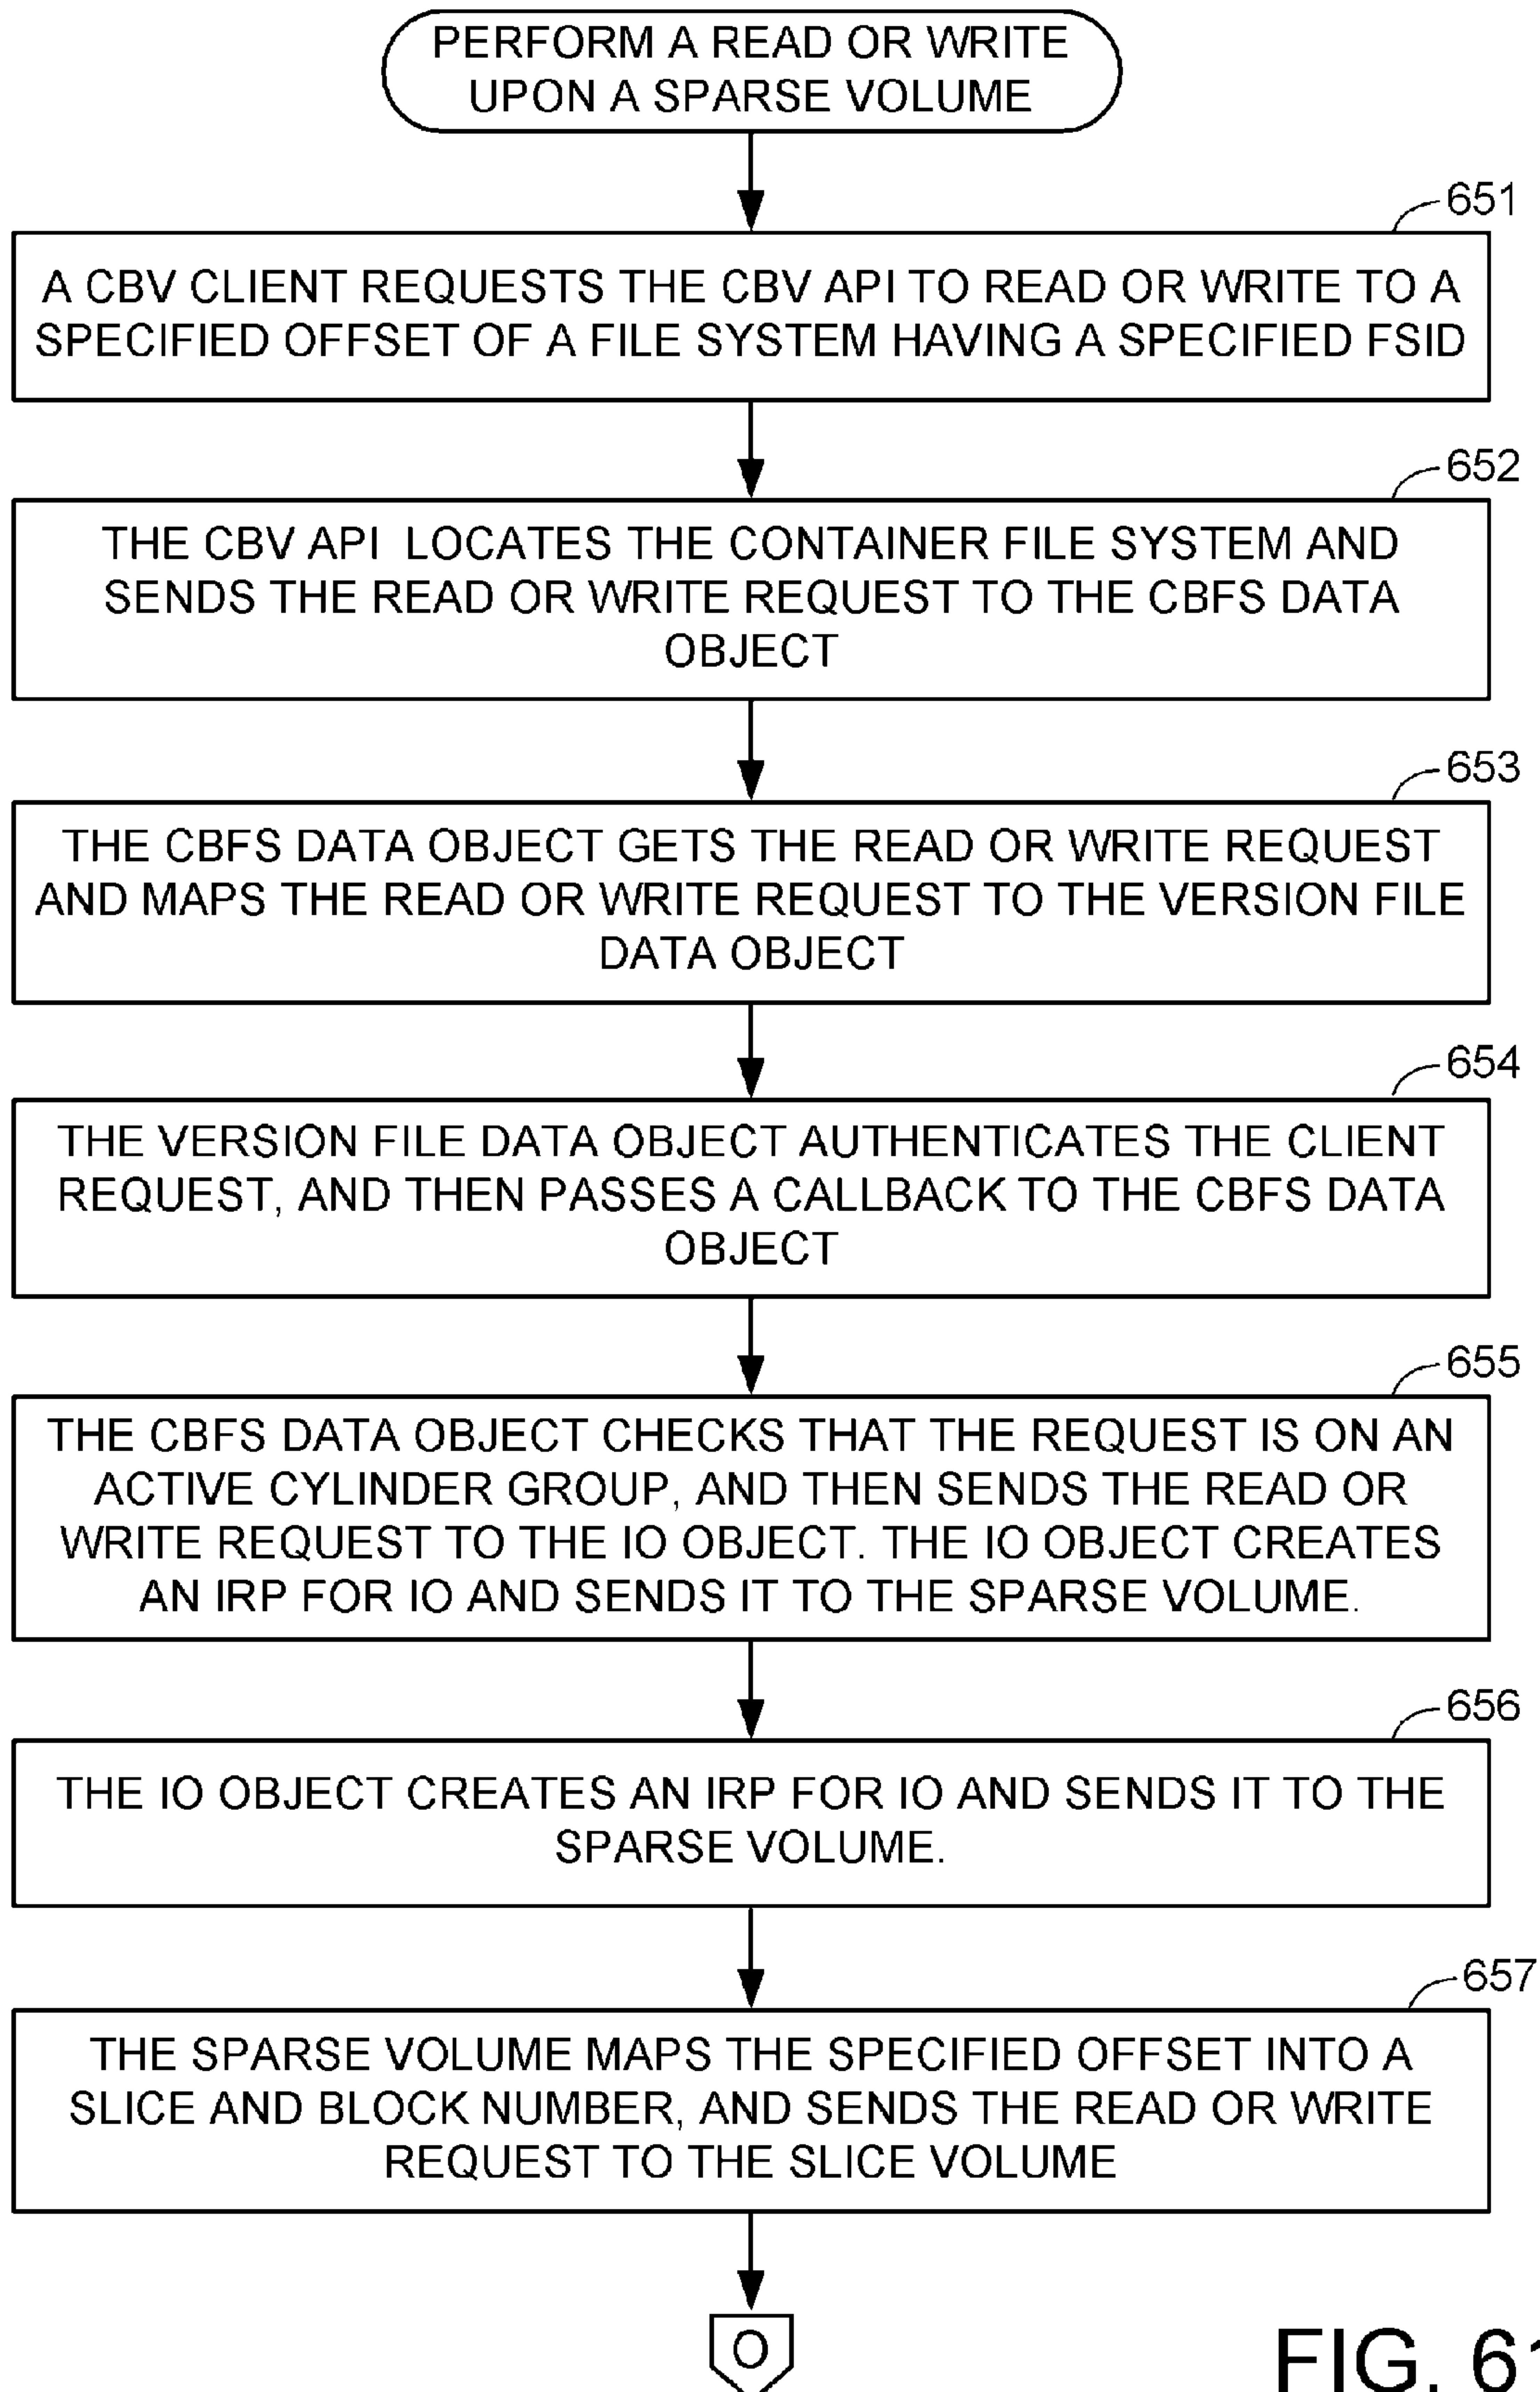 PERFORM A READ OR WRITE
UPON A SPARSE VOLUME
651
A CBV CLIENT REQUESTS THE CBV API TO READ OR WRITE TO A
SPECIFIED OFFSET OF A FILE SYSTEM HAVING A SPECIFIED FSID
652
THE CBV API LOCATES THE CONTAINER FILE SYSTEM AND
SENDS THE READ OR WRITE REQUEST TO THE CBFS DATA
OBJECT
653
THE CBFS DATA OBJECT GETS THE READ OR WRITE REQUEST
AND MAPS THE READ OR WRITE REQUEST TO THE VERSION FILE
DATA OBJECT
654
THE VERSION FILE DATA OBJECT AUTHENTICATES THE CLIENT
REQUEST, AND THEN PASSES A CALLBACK TO THE CBFS DATA
OBJECT
655
THE CBFS DATA OBJECT CHECKS THAT THE REQUEST IS ON AN
ACTIVE CYLINDER GROUP, AND THEN SENDS THE READ OR
WRITE REQUEST TO THE IO OBJECT. THE IO OBJECT CREATES
AN IRP FOR IO AND SENDS IT TO THE SPARSE VOLUME.
656
THE IO OBJECT CREATES AN IRP FOR IO AND SENDS IT TO THE
SPARSE VOLUME.
657
THE SPARSE VOLUME MAPS THE SPECIFIED OFFSET INTO A
SLICE AND BLOCK NUMBER, AND SENDS THE READ OR WRITE
REQUEST TO THE SLICE VOLUME
O
FIG. 61